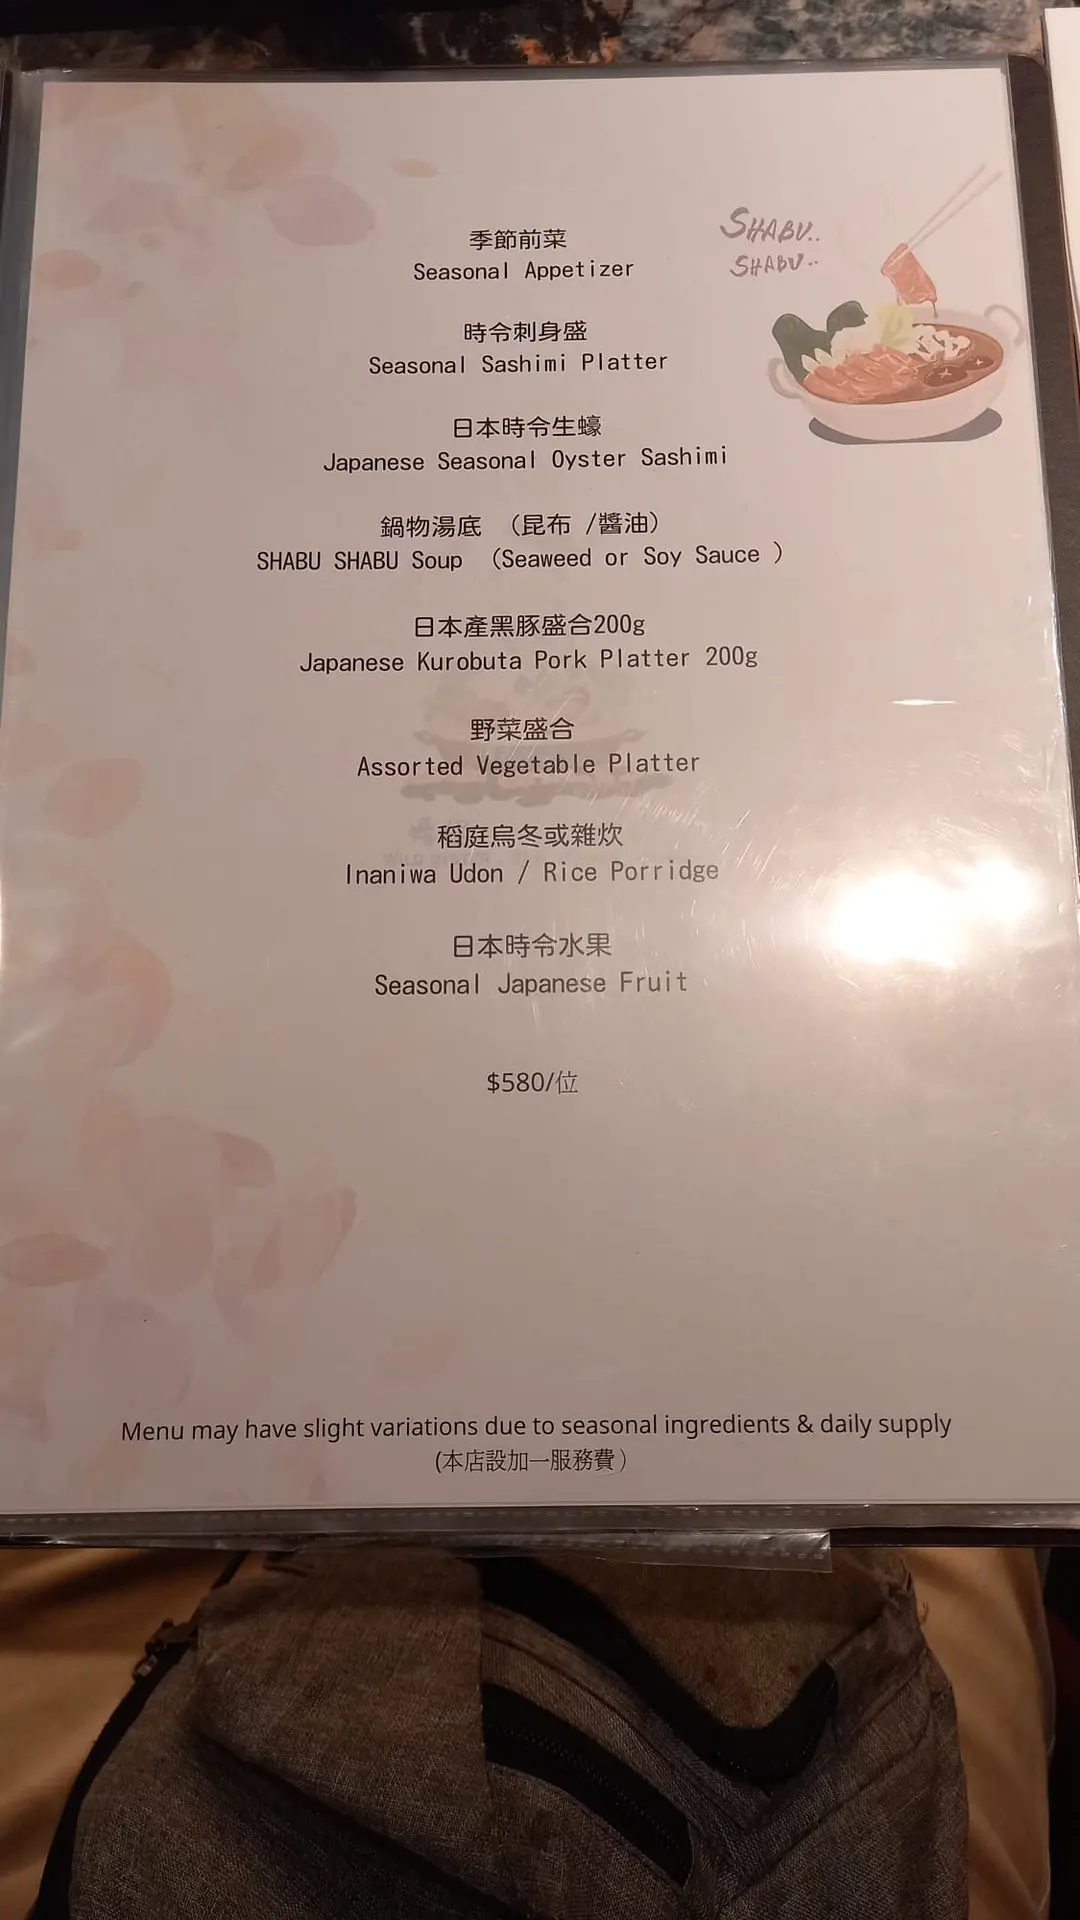 SHABU..
SHABU..
季節前菜
Seasonal Appetizer
時令刺身盛
Seasonal Sashimi Platter
日本時令生蠔
Japanese Seasonal Oyster Sashimi
鍋物湯底 （昆布 /醬油）
SHABU SHABU Soup （Seaweed or Soy Sauce ）
日本產黑豚盛合200g
Japanese Kurobuta Pork Platter 200g
野菜盛合
Assorted Vegetable Platter
稻庭烏冬或雜炊
Inaniwa Udon / Rice Porridge
日本時令水果
Seasonal Japanese Fruit
$580/位
Menu may have slight variations due to seasonal ingredients & daily supply
(本店設加一服務費）